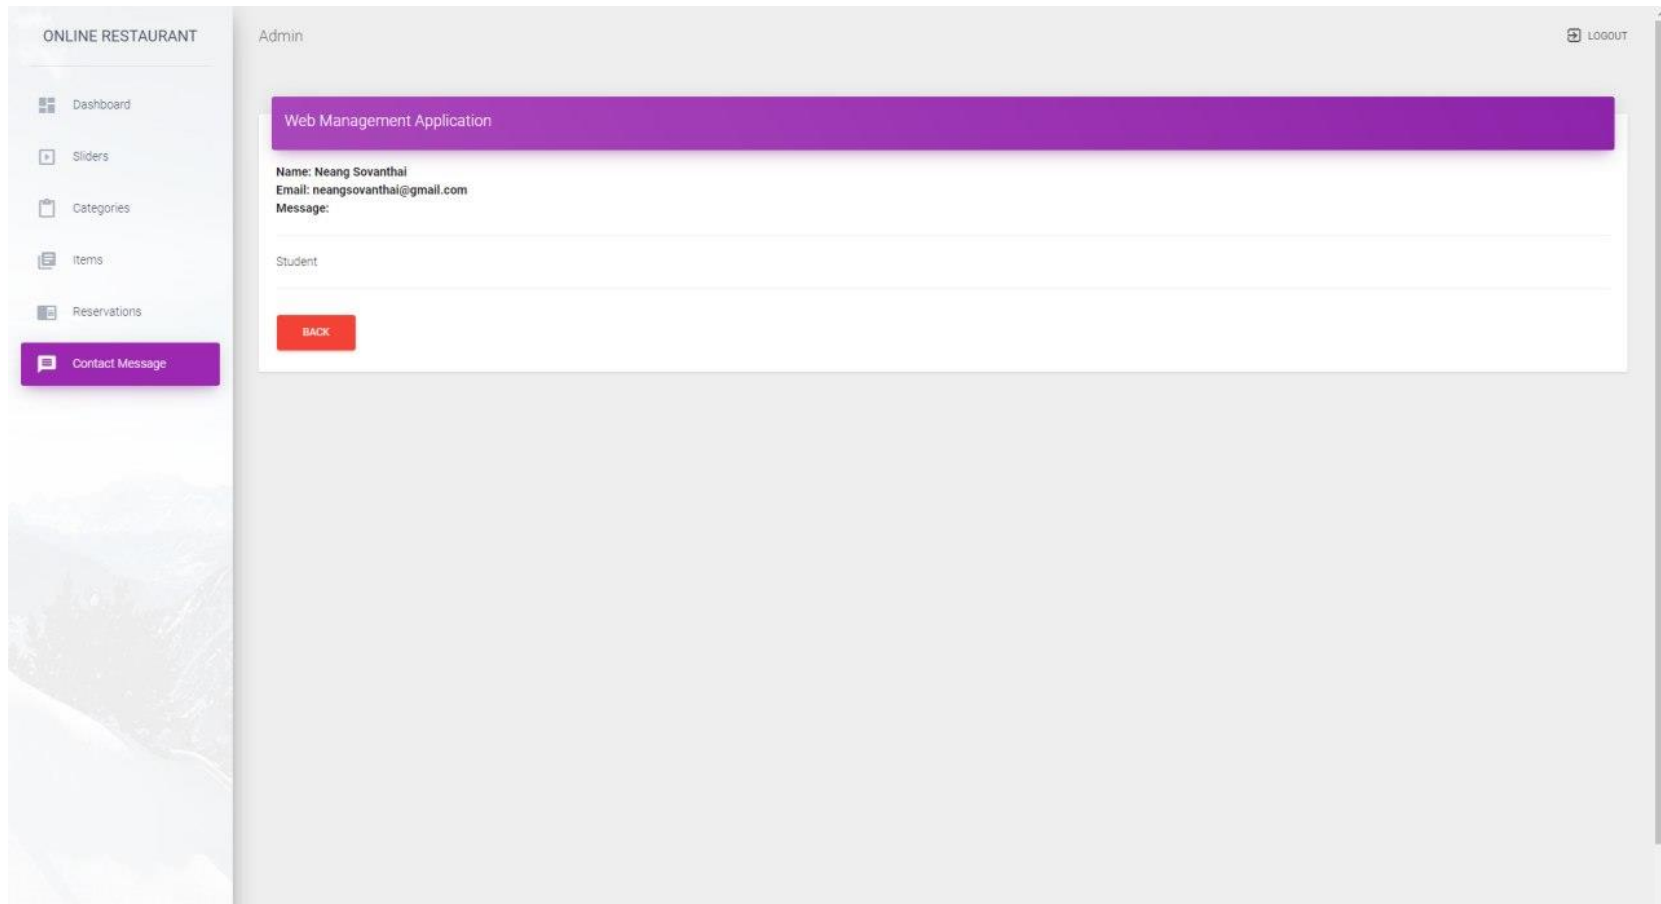 ONLINE RESTAURANT
Dashboard
Sliders
Categories
Items
Reservations
Contact Message
Admin
LOGOUT
Web Management Application
Name: Neang Sovanthai
Email: neangsovanthai@gmail.com
Message:
Student
BACK